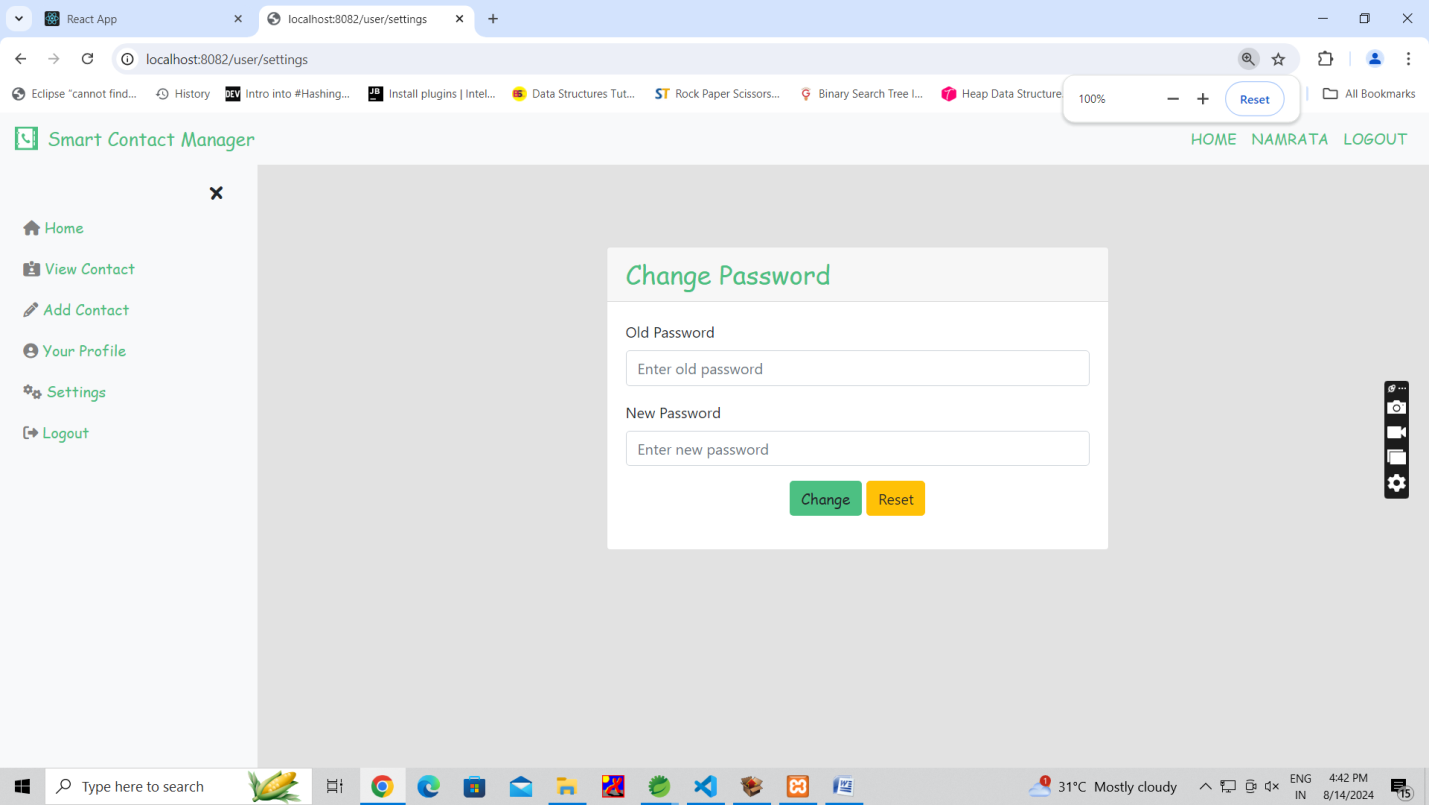 React App
localhost:8082/user/settings
localhost:8082/user/settings
Eclipse "cannot find... History DEV Intro into #Hashing... JB Install plugins | Intel... Data Structures Tut... ST Rock Paper Scissors... Binary Search Tree I... Heap Data Structure All Bookmarks
100% Reset
Smart Contact Manager HOME NAMRATA LOGOUT
Home
View Contact
Add Contact
Your Profile
Settings
Logout
Change Password
Old Password
Enter old password
New Password
Enter new password
Change Reset
Type here to search
1 31°C Mostly cloudy ENG 4:42 PM
IN 8/14/2024 15